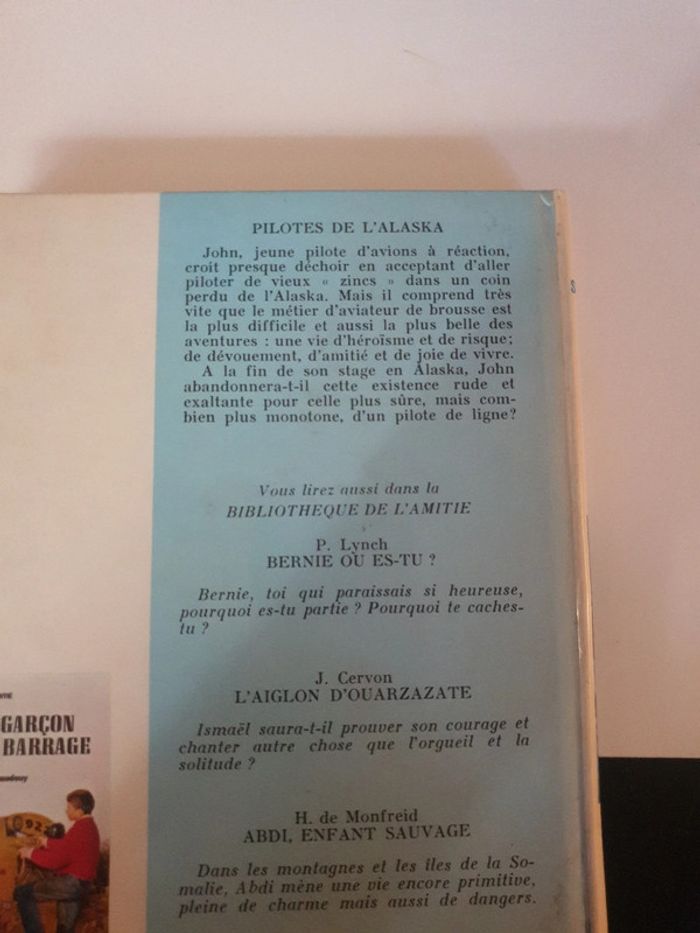 PILOTES DE L'ALASKA
John, jeune pilote d'avions à réaction,
croit presque déchoir en acceptant d'aller
piloter de vieux « zincs » dans un coin
perdu de l'Alaska. Mais il comprend très
vite que le métier d'aviateur de brousse est
la plus difficile et aussi la plus belle des
aventures : une vie d'héroïsme et de risque;
de dévouement, d'amitié et de joie de vivre.
A la fin de son stage en Alaska, John
abandonnera-t-il cette existence rude et
exaltante pour celle plus sûre, mais com-
bien plus monotone, d'un pilote de ligne?
Vous lirez aussi dans la
BIBLIOTHEQUE DE L'AMITIE
P. Lynch
BERNIE OU ES-TU ?
Bernie, toi qui paraissais si heureuse,
pourquoi es-tu partie ? Pourquoi te caches-
tu ?
J. Cervon
L'AIGLON D'OUARZAZATE
Ismaël saura-t-il prouver son courage et
chanter autre chose que l'orgueil et la
solitude ?
H. de Monfreid
ABDI, ENFANT SAUVAGE
Dans les montagnes et les îles de la So-
malie, Abdi mène une vie encore primitive,
pleine de charme mais aussi de dangers.
GARÇON
BARRAGE